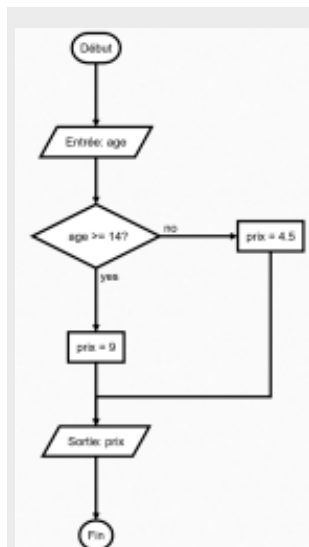 Début
Entrée: age
age >= 14?
no
prix = 4.5
yes
prix = 9
Sortie: prix
Fin